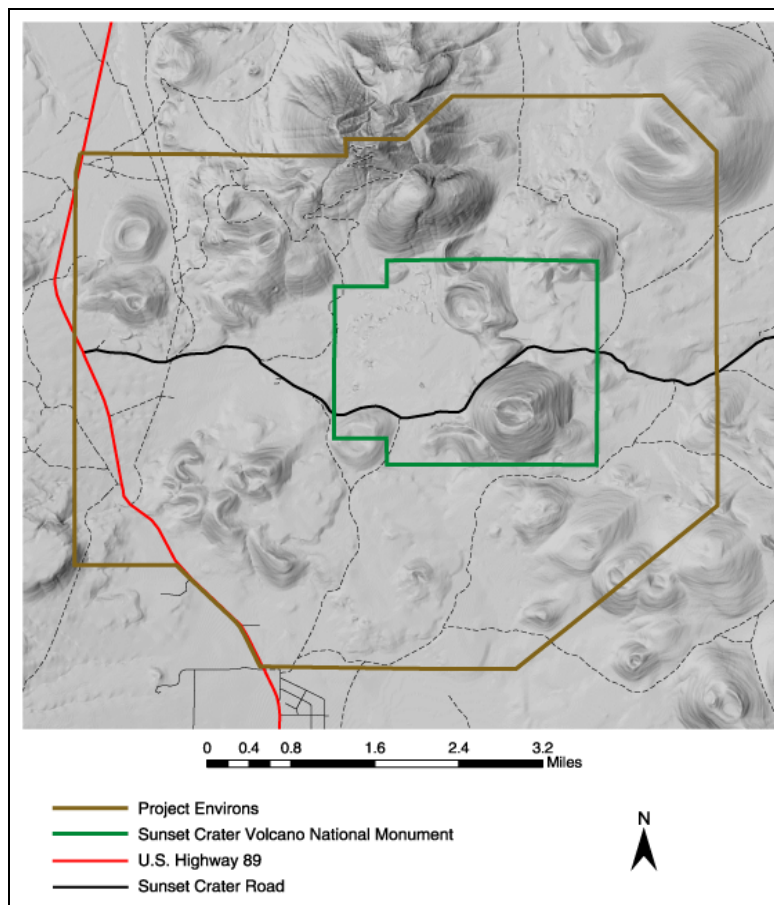 0 0.4 0.8 1.6 2.4 3.2
Miles
Project Environs
Sunset Crater Volcano National Monument
U.S. Highway 89
Sunset Crater Road
N